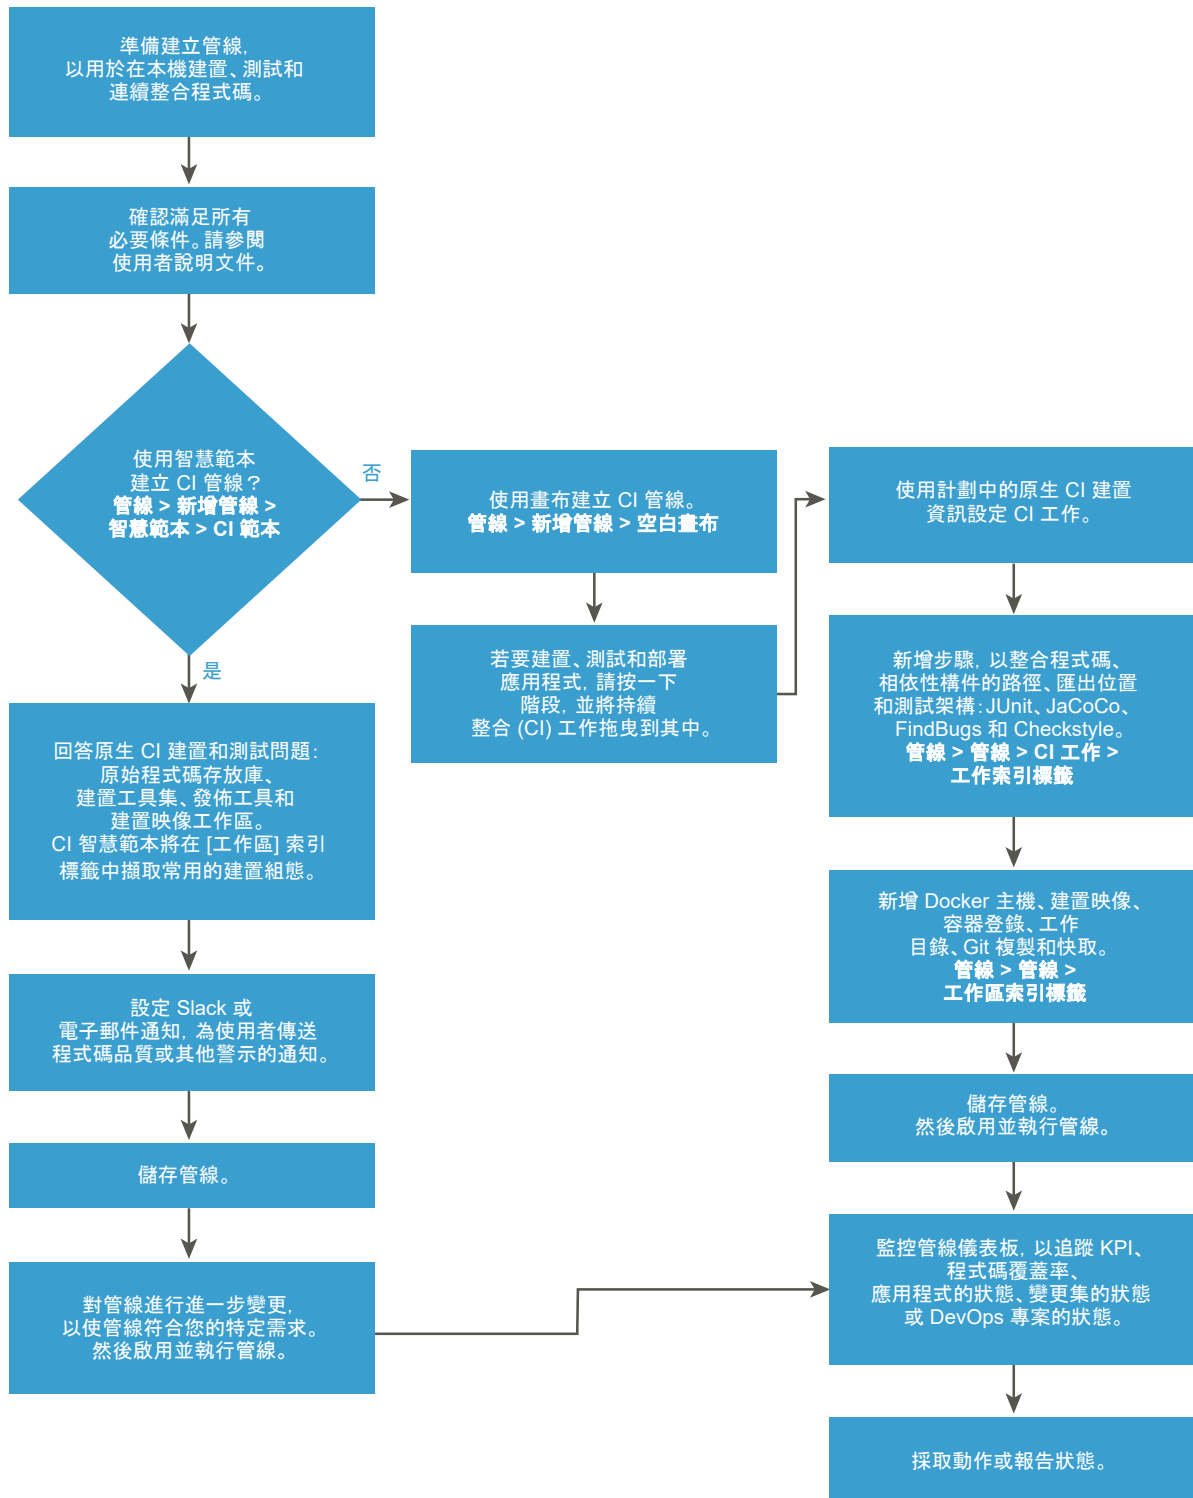 準備建立管線，
以用於在本機建置、測試和
連續整合程式碼。
確認滿足所有
必要條件。請參閱
使用者說明文件。
使用智慧範本
建立 CI 管線？
管線 > 新增管線 >
智慧範本 > CI 範本
否
是
使用畫布建立 CI 管線。
管線 > 新增管線 > 空白畫布
若要建置、測試和部署
應用程式，請按一下
階段，並將持續
整合 (CI) 工作拖曳到其中。
使用計劃中的原生 CI 建置
資訊設定 CI 工作。
新增步驟，以整合程式碼、
相依性構件的路徑、匯出位置
和測試架構：JUnit、JaCoCo、
FindBugs 和 Checkstyle。
管線 > 管線 > CI 工作 >
工作索引標籤
新增 Docker 主機、建置映像、
容器登錄、工作
目錄、Git 複製和快取。
管線 > 管線 >
工作區索引標籤
儲存管線。
然後啟用並執行管線。
回答原生 CI 建置和測試問題：
原始程式碼存放庫、
建置工具集、發佈工具和
建置映像工作區。
CI 智慧範本將在 [工作區] 索引
標籤中擷取常用的建置組態。
設定 Slack 或
電子郵件通知，為使用者傳送
程式碼品質或其他警示的通知。
儲存管線。
對管線進行進一步變更，
以使管線符合您的特定需求。
然後啟用並執行管線。
監控管線儀表板，以追蹤 KPI、
程式碼覆蓋率、
應用程式的狀態、變更集的狀態
或 DevOps 專案的狀態。
採取動作或報告狀態。